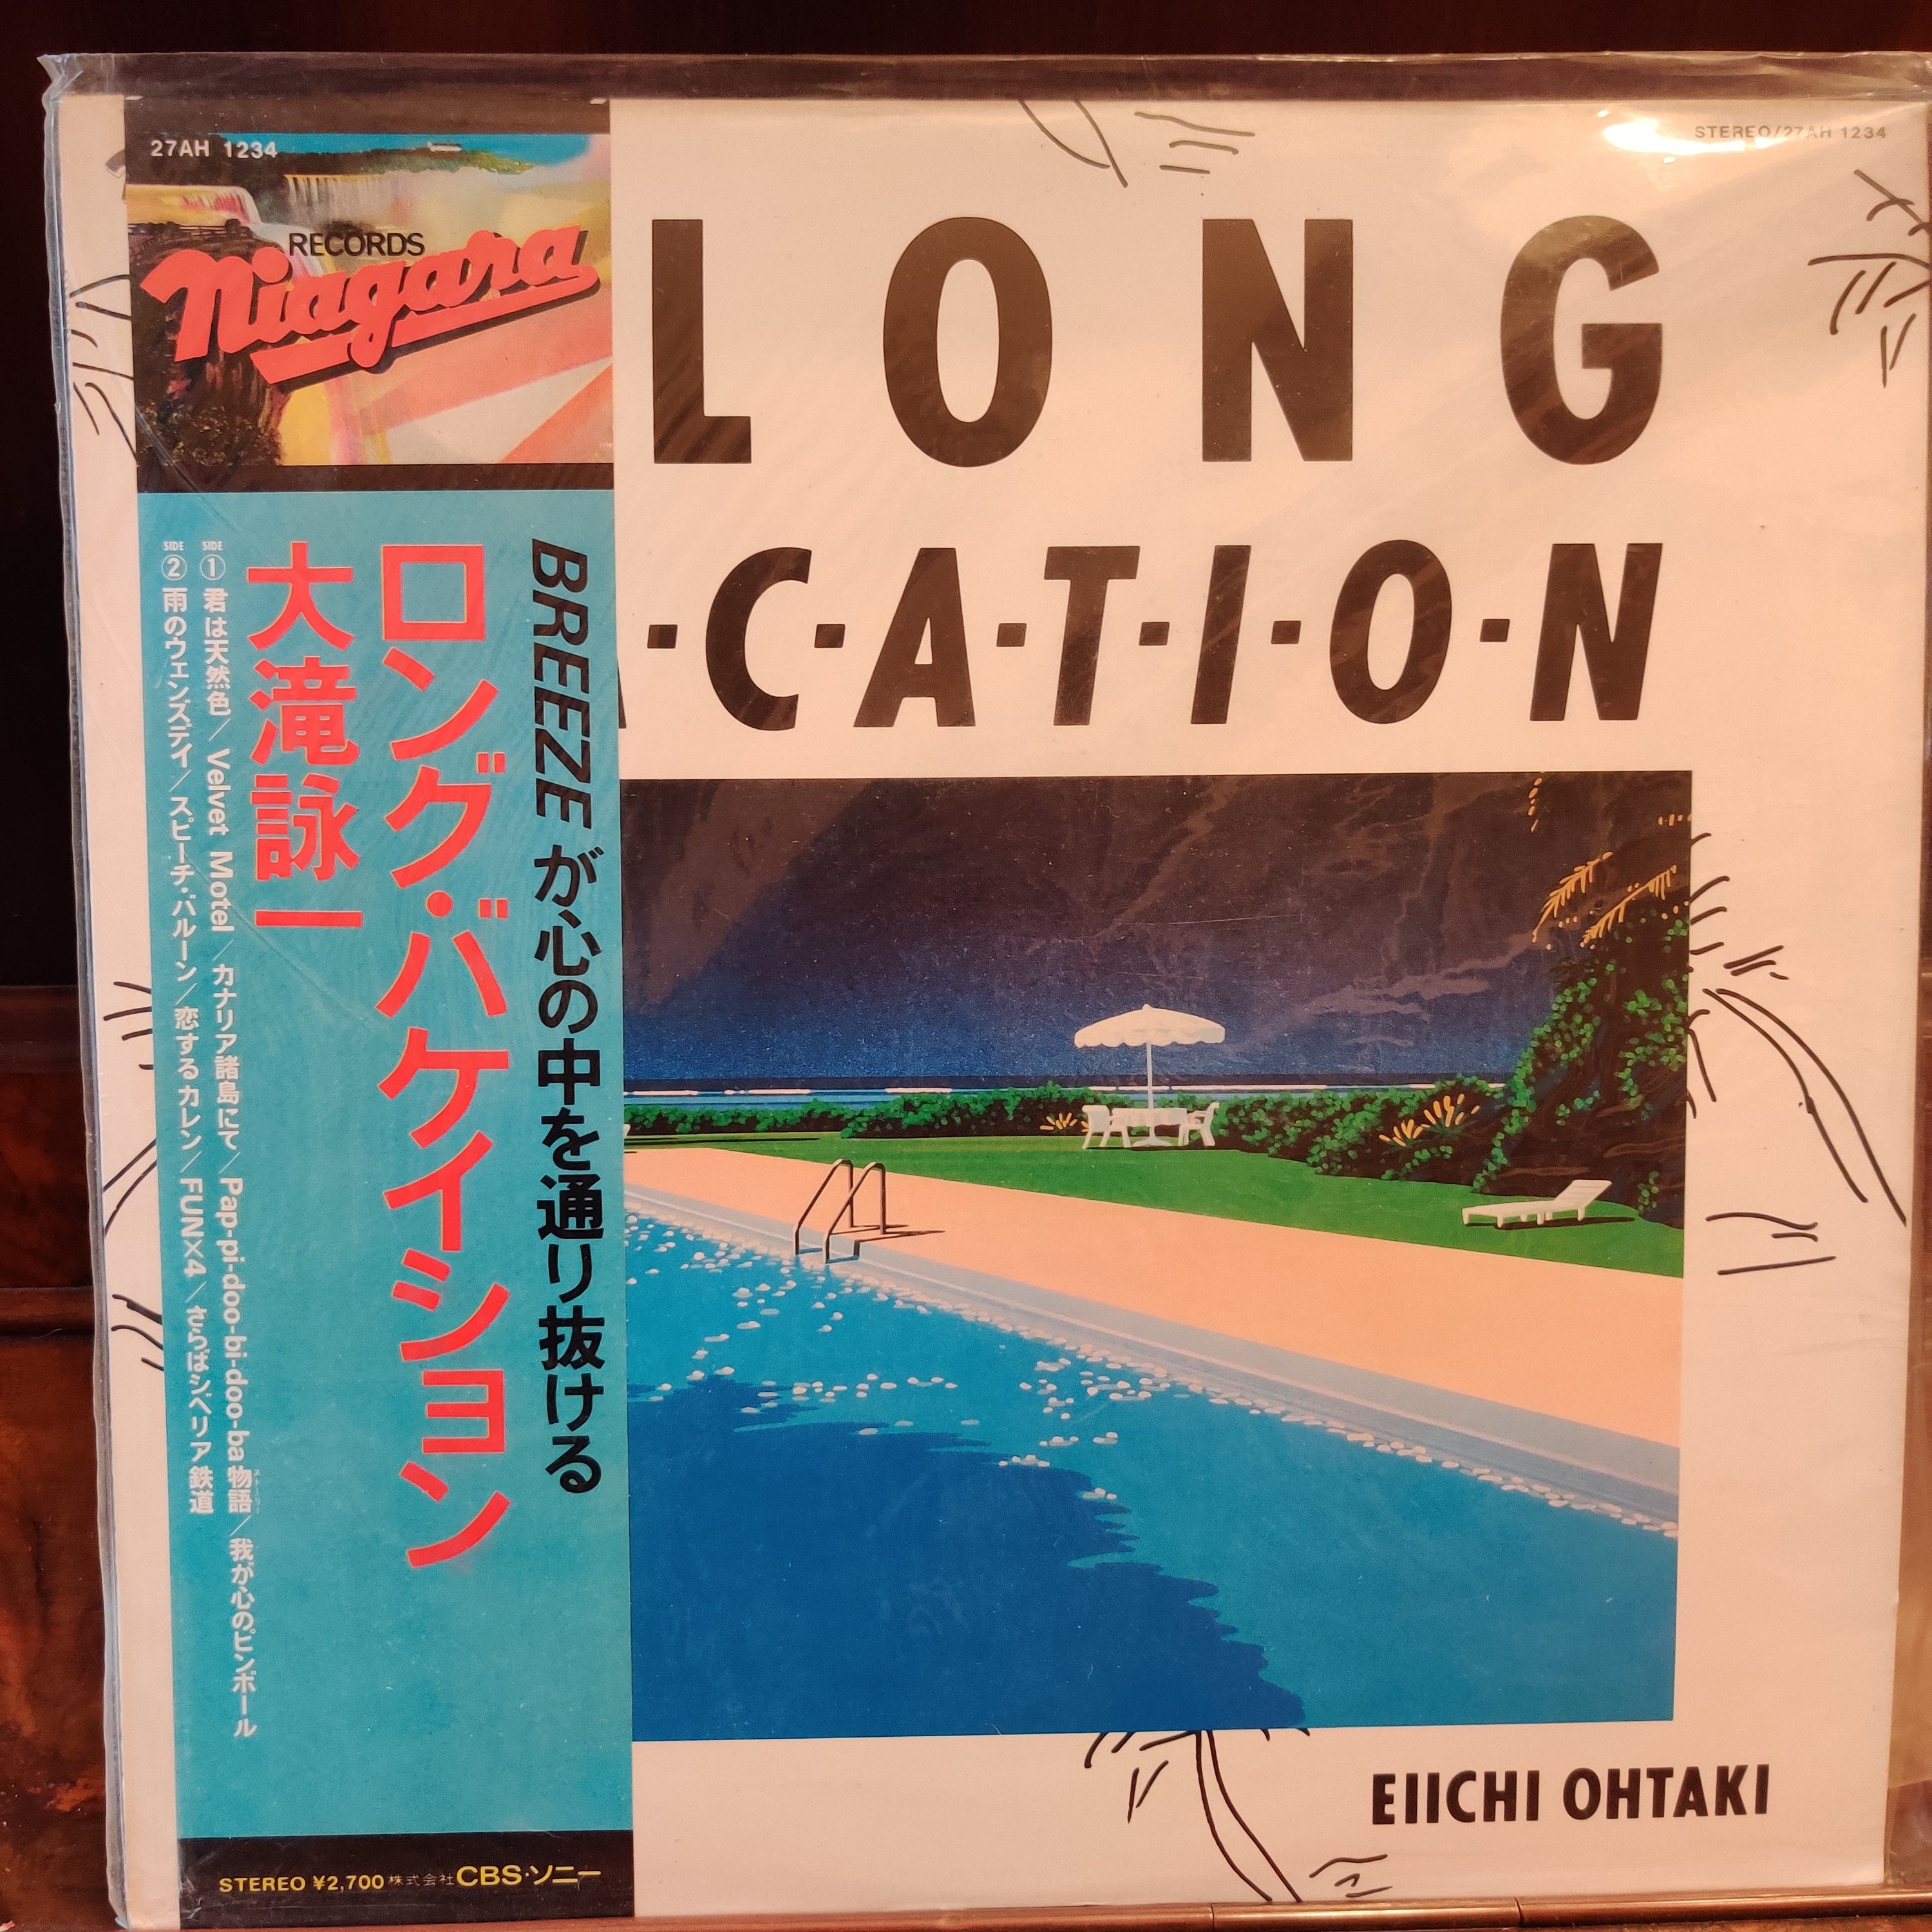 27AH 1234
RECORDS
Niagara
BREEZEが心の中を通り抜ける
ロング・バケイション
大滝詠一
SIDE ① 君は天然色／Velvet Motel／カナリア諸島にて／Pap-pi-doo-bi-doo-ba物語／我が心のピンボール
ストーリー
SIDE ② 雨のウェンズデイ／スピーチ・バルーン／恋するカレン／FUN×4／さらばシベリア鉄道
STEREO ¥2,700 株式会社 CBS・ソニー
STEREO/27AH 1234
LONG
·C·A·T·I·O·N
EIICHI OHTAKI